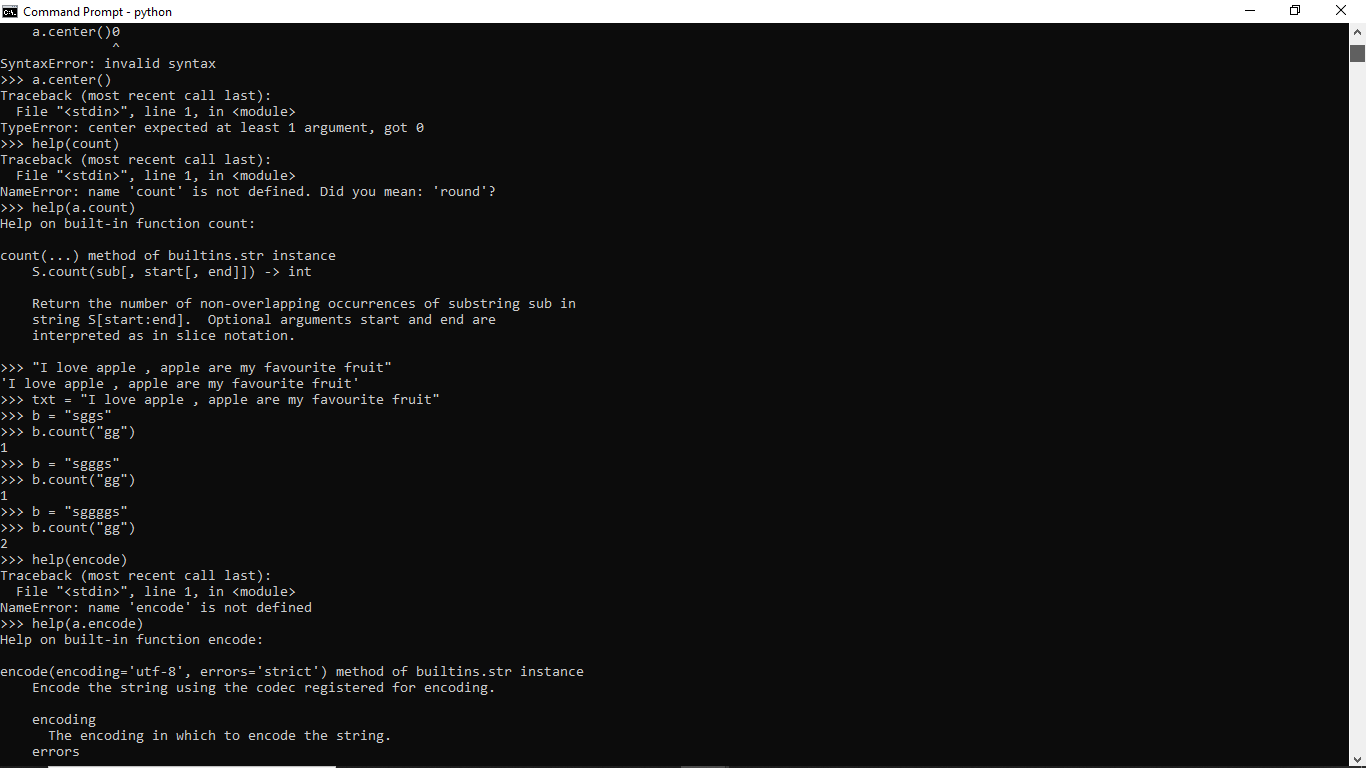 Command Prompt - python
    a.center()0
              ^
SyntaxError: invalid syntax
>>> a.center()
Traceback (most recent call last):
  File "<stdin>", line 1, in <module>
TypeError: center expected at least 1 argument, got 0
>>> help(count)
Traceback (most recent call last):
  File "<stdin>", line 1, in <module>
NameError: name 'count' is not defined. Did you mean: 'round'?
>>> help(a.count)
Help on built-in function count:

count(...) method of builtins.str instance
    S.count(sub[, start[, end]]) -> int

    Return the number of non-overlapping occurrences of substring sub in
    string S[start:end].  Optional arguments start and end are
    interpreted as in slice notation.

>>> "I love apple , apple are my favourite fruit"
'I love apple , apple are my favourite fruit'
>>> txt = "I love apple , apple are my favourite fruit"
>>> b = "sggs"
>>> b.count("gg")
1
>>> b = "sgggs"
>>> b.count("gg")
1
>>> b = "sggggs"
>>> b.count("gg")
2
>>> help(encode)
Traceback (most recent call last):
  File "<stdin>", line 1, in <module>
NameError: name 'encode' is not defined
>>> help(a.encode)
Help on built-in function encode:

encode(encoding='utf-8', errors='strict') method of builtins.str instance
    Encode the string using the codec registered for encoding.

    encoding
      The encoding in which to encode the string.
    errors